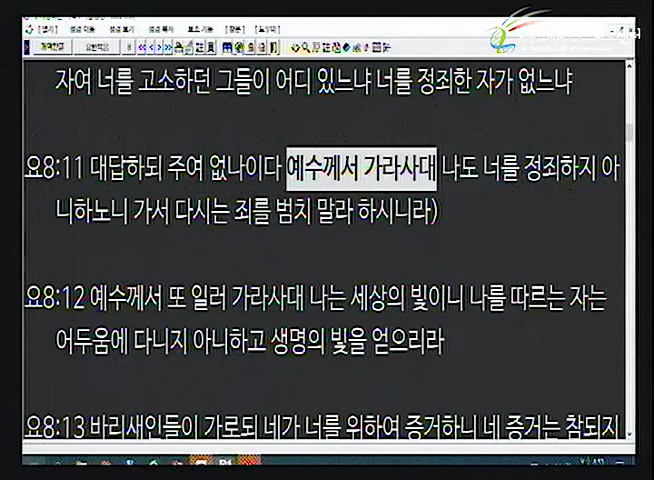 자여 너를 고소하던 그들이 어디 있느냐 너를 정죄한 자가 없느냐
요8:11 대답하되 주여 없나이다 예수께서 가라사대 나도 너를 정죄하지 아
니하노니 가서 다시는 죄를 범치 말라 하시니라)
요8:12 예수께서 또 일러 가라사대 나는 세상의 빛이니 나를 따르는 자는
어두움에 다니지 아니하고 생명의 빛을 얻으리라
요8:13 바리새인들이 가로되 네가 너를 위하여 증거하니 네 증거는 참되지